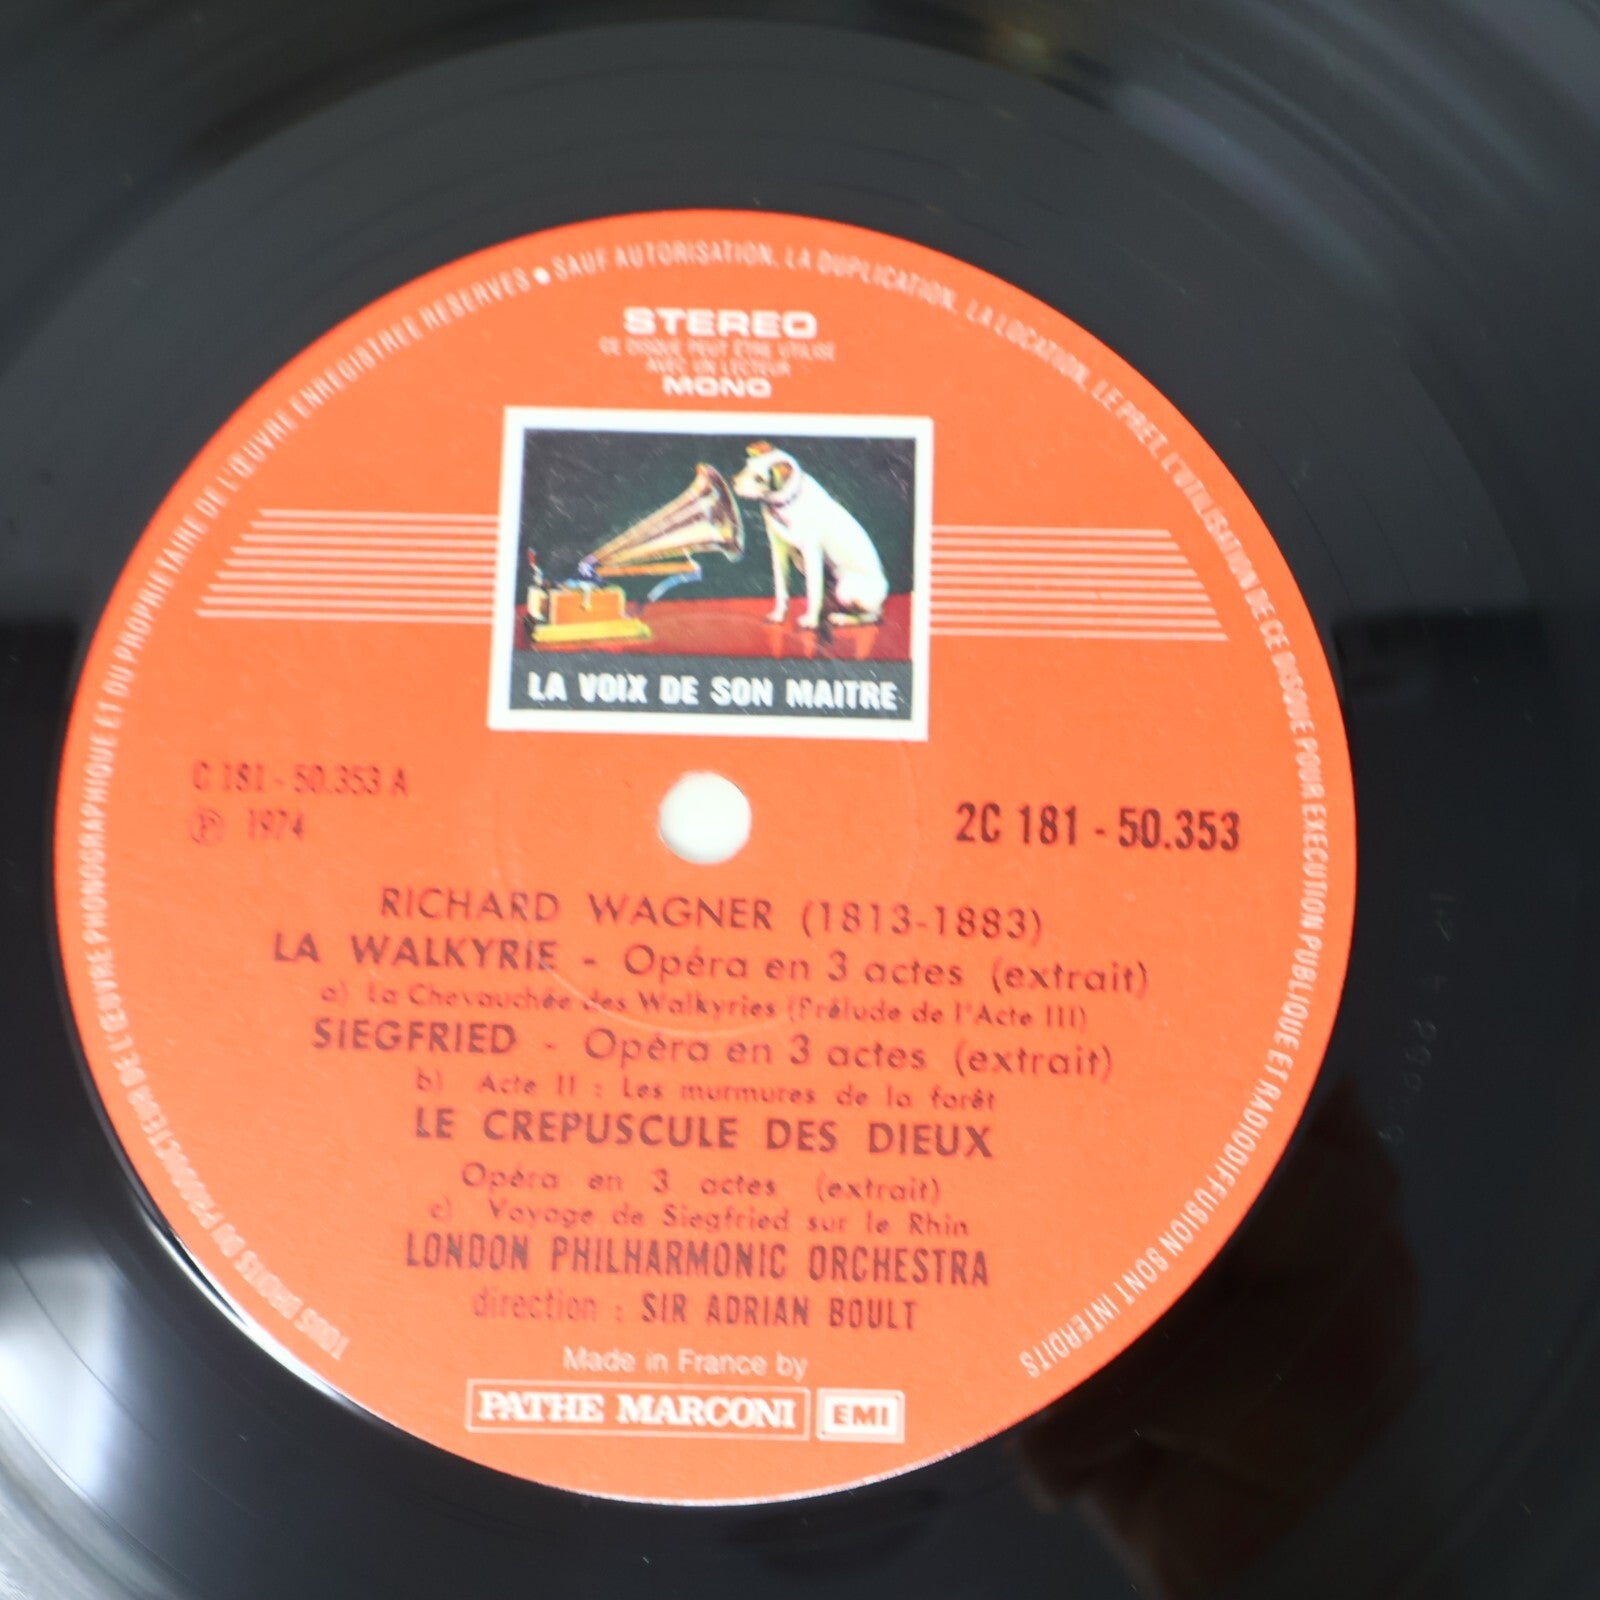 TOUS DROITS DU PRODUCTEUR DE L'ŒUVRE PHONOGRAPHIQUE ET DU PROPRIETAIRE DE L'ŒUVRE ENREGISTREE RESERVES ● SAUF AUTORISATION, LA DUPLICATION, LA LOCATION, LE PRET, L'UTILISATION DE CE DISQUE POUR EXECUTION PUBLIQUE ET RADIODIFFUSION SONT INTERDITS
STEREO
CE DISQUE PEUT ÊTRE UTILISE
AVEC UN LECTEUR
MONO
LA VOIX DE SON MAITRE
C 181 - 50.353 A
Ⓟ 1974
2C 181 - 50.353
RICHARD WAGNER (1813-1883)
LA WALKYRIE - Opéra en 3 actes (extrait)
a) La Chevauchée des Walkyries (Prélude de l'Acte III)
SIEGFRIED - Opéra en 3 actes (extrait)
b) Acte II : Les murmures de la forêt
LE CREPUSCULE DES DIEUX
Opéra en 3 actes (extrait)
c) Voyage de Siegfried sur le Rhin
LONDON PHILHARMONIC ORCHESTRA
direction : SIR ADRIAN BOULT
Made in France by
PATHE MARCONI EMI